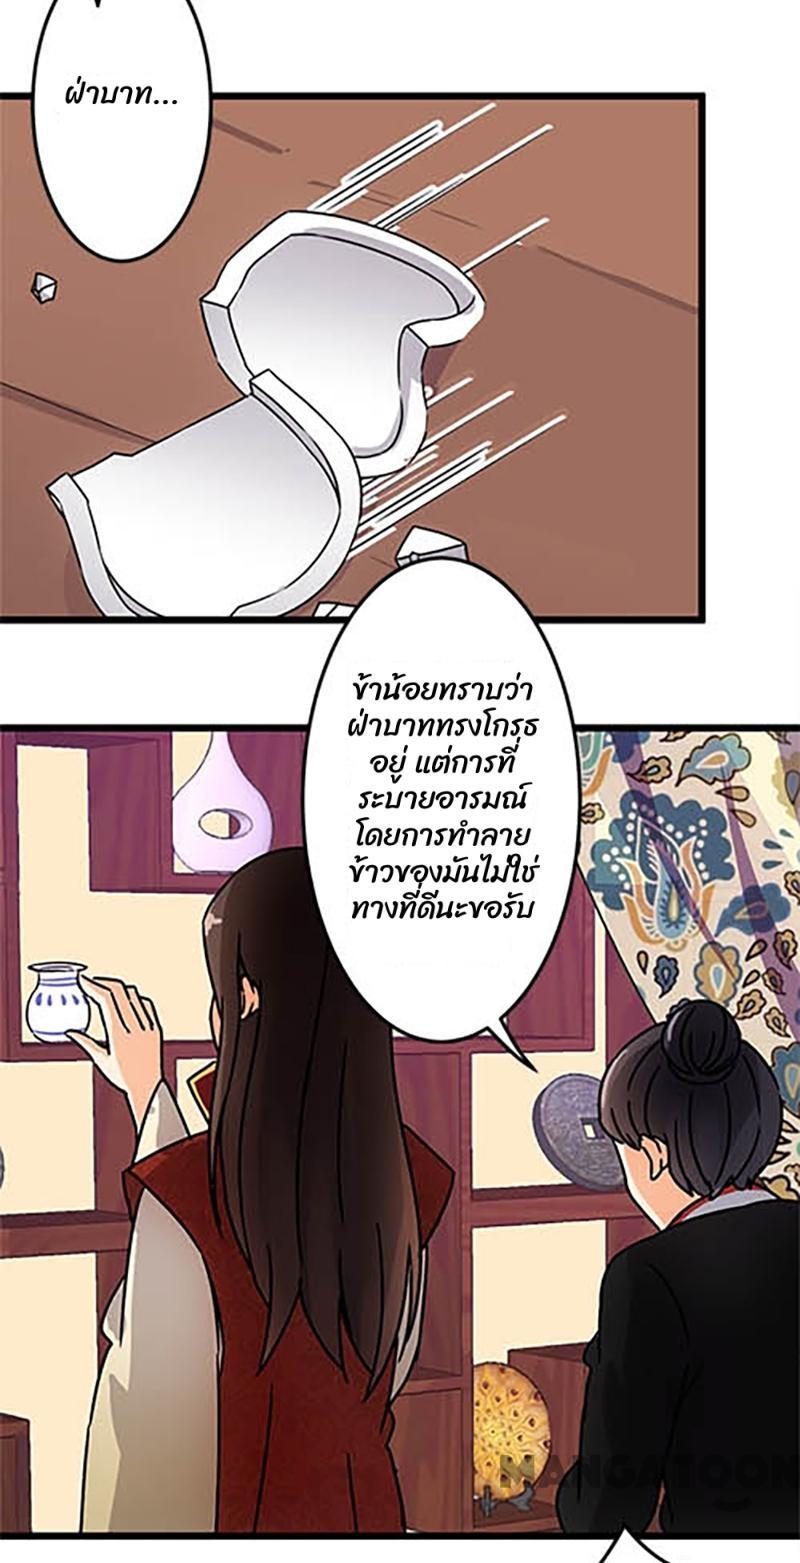 ฝ่าบาท...
ข้าน้อยทราบว่า
ฝ่าบาททรงโกรธ
อยู่ แต่การที่
ระบายอารมณ์
โดยการทำลาย
ข้าวของมันไม่ใช่
ทางที่ดีนะขอรับ
MANGATOON